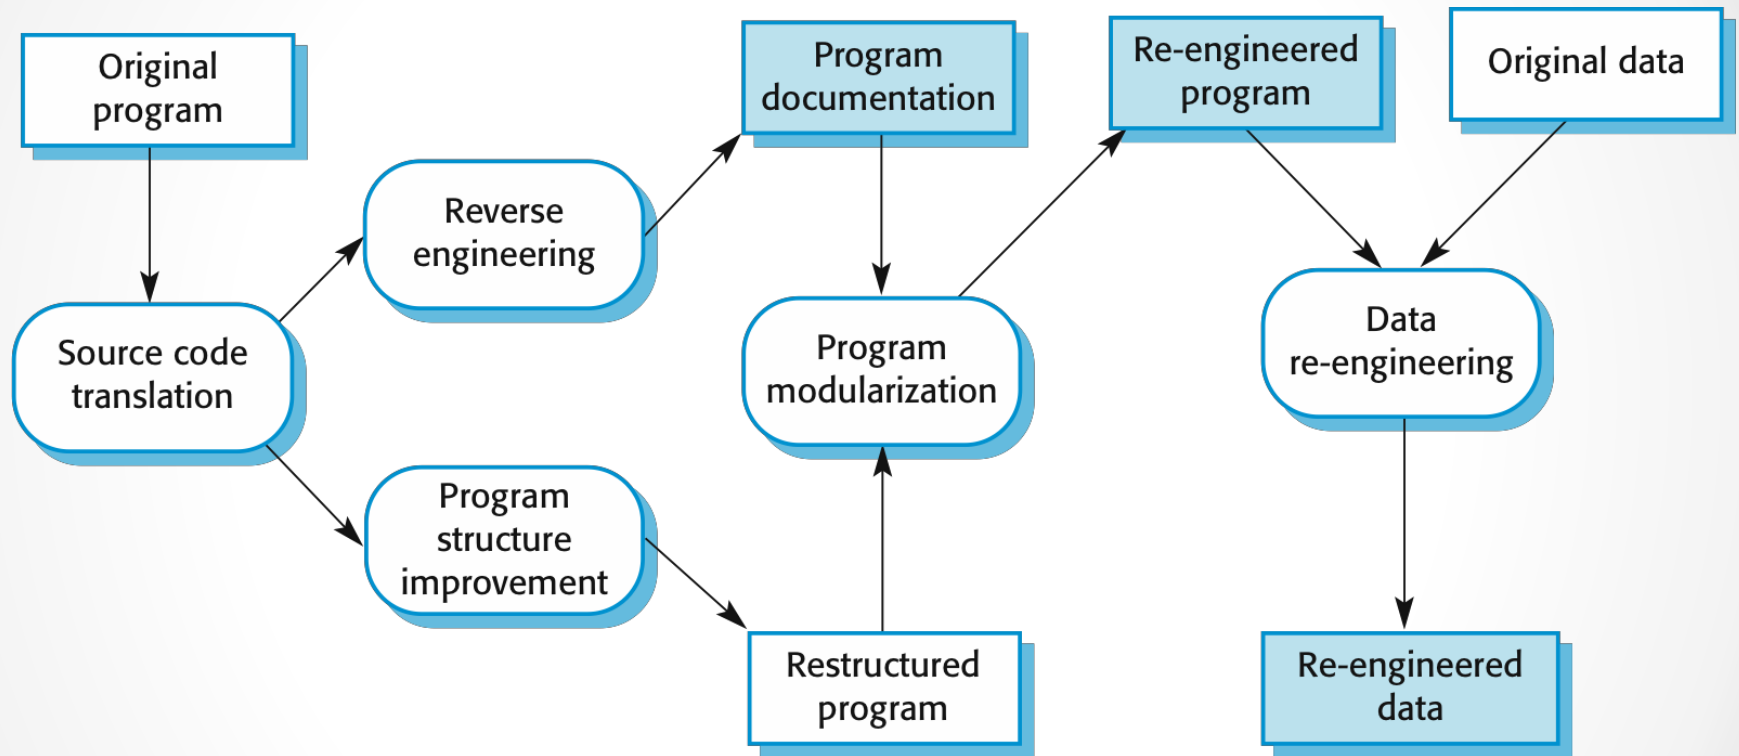 Original
program
Program
documentation
Re-engineered
program
Original data
Reverse
engineering
Source code
translation
Program
modularization
Data
re-engineering
Program
structure
improvement
Restructured
program
Re-engineered
data